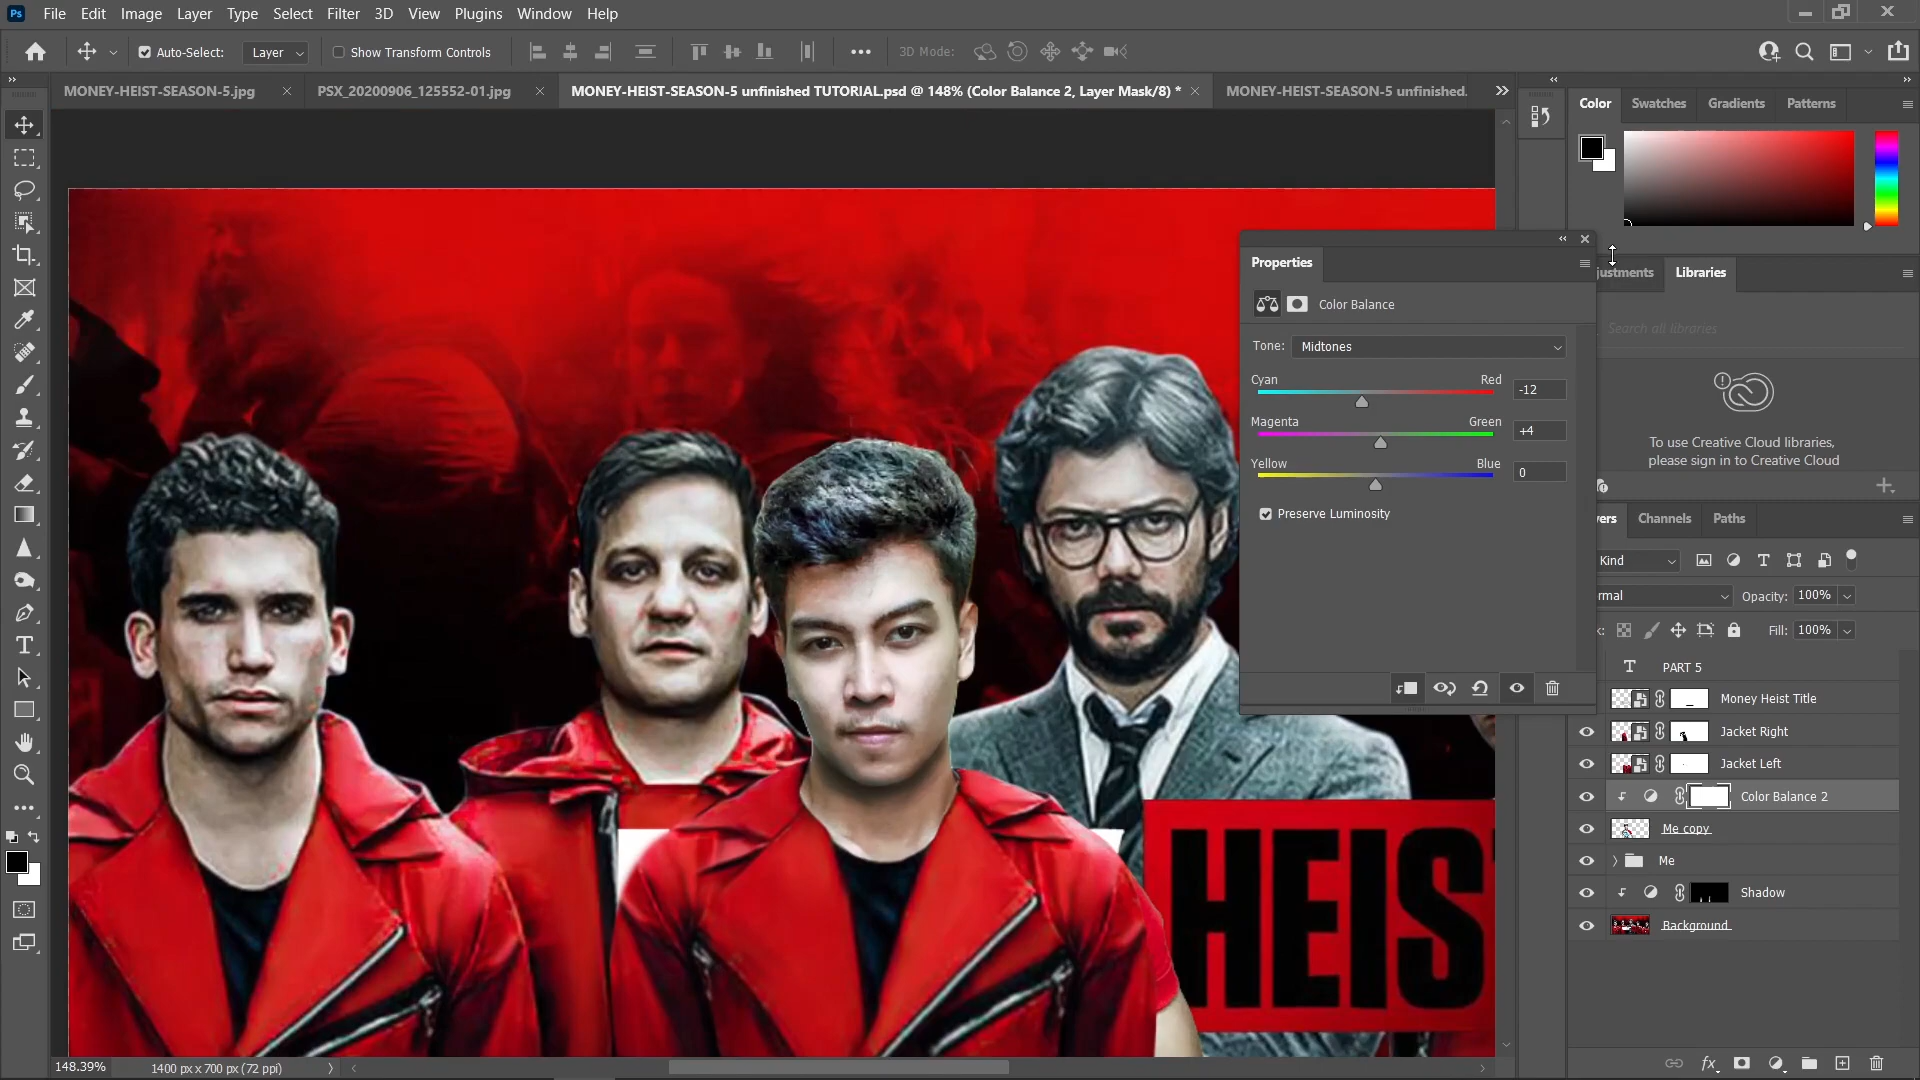 Ps File Edit Image Layer Type Select Filter 3D View Plugins Window Help
Auto-Select: Layer Show Transform Controls 3D Mode:
MONEY-HEIST-SEASON-5.jpg PSX_20200906_125552-01.jpg MONEY-HEIST-SEASON-5 unfinished TUTORIAL.psd @ 148% (Color Balance 2, Layer Mask/8) * MONEY-HEIST-SEASON-5 unfinished.
Color Swatches Gradients Patterns
Properties
justments Libraries
Color Balance
Search all libraries
Tone: Midtones
Cyan Red -12
Magenta Green +4
Yellow Blue 0
To use Creative Cloud libraries,
please sign in to Creative Cloud
Preserve Luminosity
yers Channels Paths
Kind
rmal Opacity: 100%
k: Fill: 100%
PART 5
Money Heist Title
Jacket Right
Jacket Left
Color Balance 2
Me copy
Me
Shadow
Background
HEIS
T
148.39% 1400 px x 700 px (72 ppi)
fx